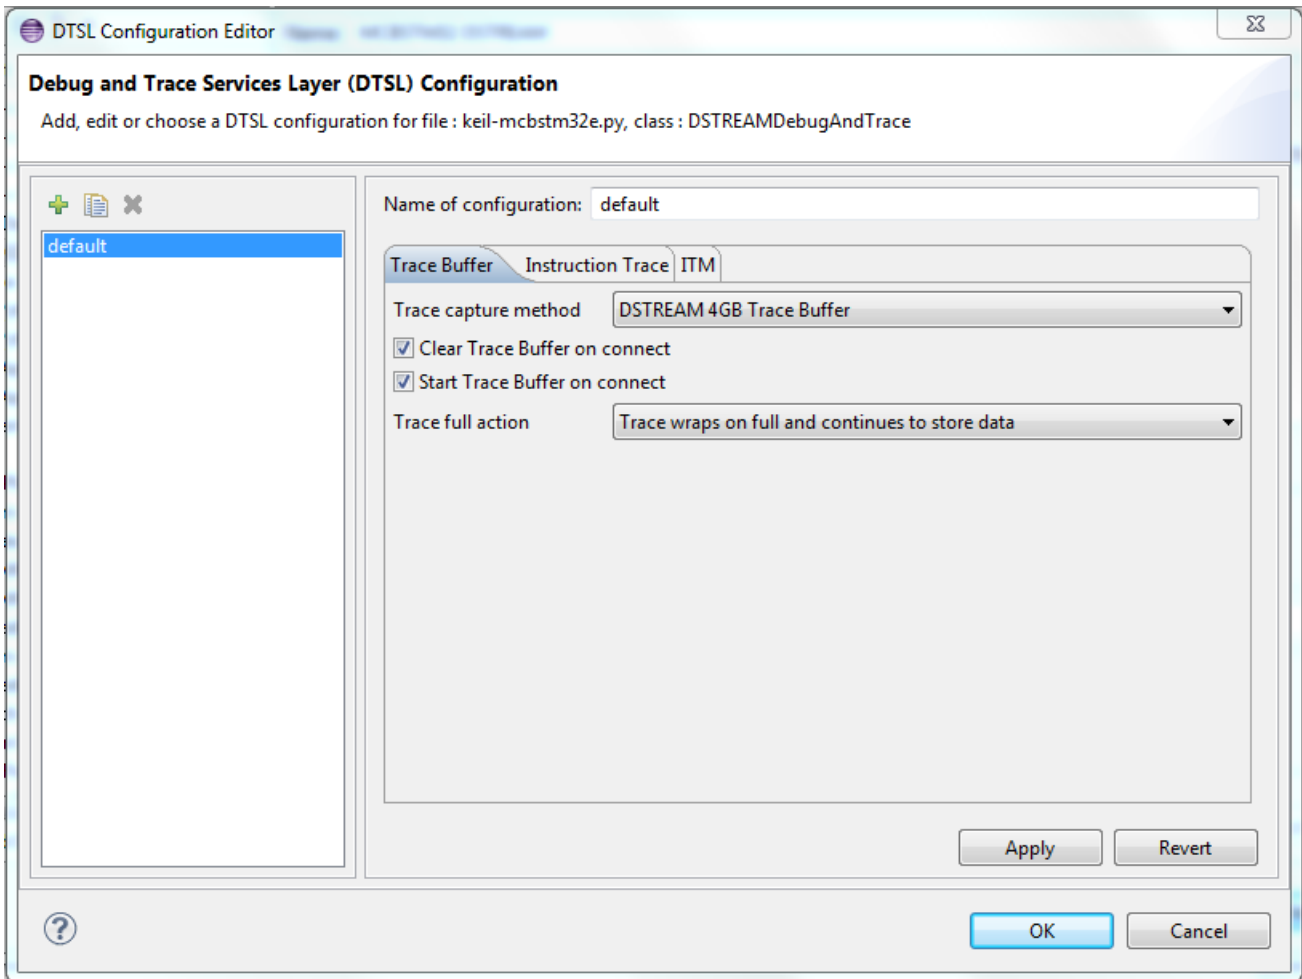 DTSL Configuration Editor
Debug and Trace Services Layer (DTSL) Configuration
Add, edit or choose a DTSL configuration for file : keil-mcbstm32e.py, class : DSTREAMDebugAndTrace
default
Name of configuration: default
Trace Buffer Instruction Trace ITM
Trace capture method DSTREAM 4GB Trace Buffer
Clear Trace Buffer on connect
Start Trace Buffer on connect
Trace full action Trace wraps on full and continues to store data
Apply Revert
OK Cancel